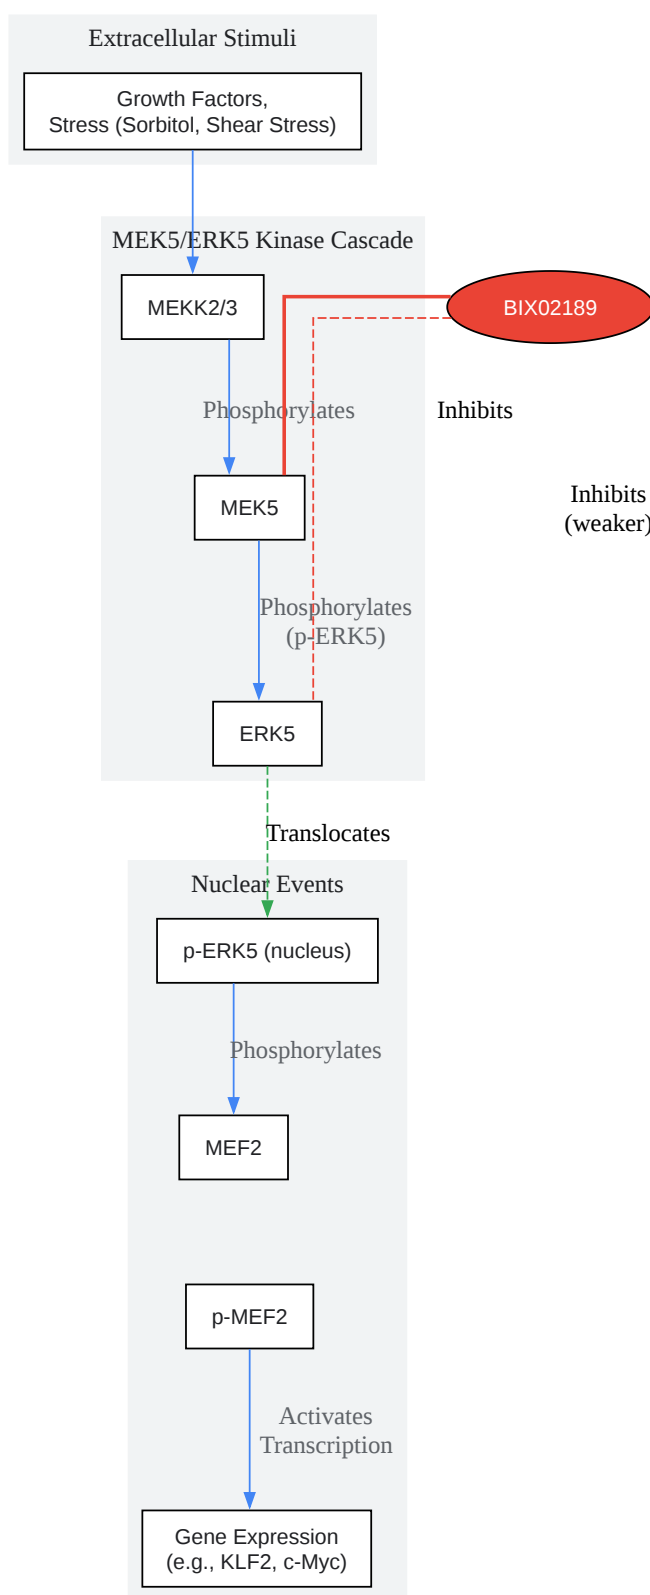 Extracellular Stimuli
Growth Factors,
Stress (Sorbitol, Shear Stress)
MEK5/ERK5 Kinase Cascade
MEKK2/3
BIX02189
Phosphorylates
Inhibits
Inhibits
(weaker)
MEK5
Phosphorylates
(p-ERK5)
ERK5
Translocates
Nuclear Events
p-ERK5 (nucleus)
Phosphorylates
MEF2
p-MEF2
Activates
Transcription
Gene Expression
(e.g., KLF2, c-Myc)